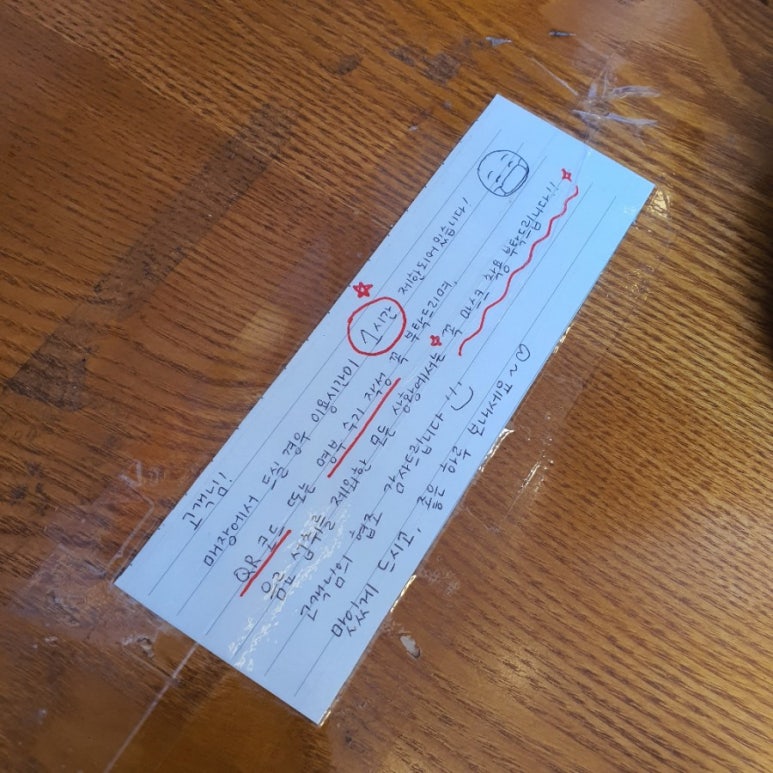 고객님
매장에서 드실 경우 이용시간이 1시간 제한되어있습니다!
QR 코드 또는 명부 수기 작성 꼭 부탁드리며,
음료 섭취를 제외한 모든 상황에서는 꼭 마스크 착용 부탁드립니다!!
고객님의 협조 감사드립니다 :)
맛있게 드시고, 좋은 하루 보내세요~